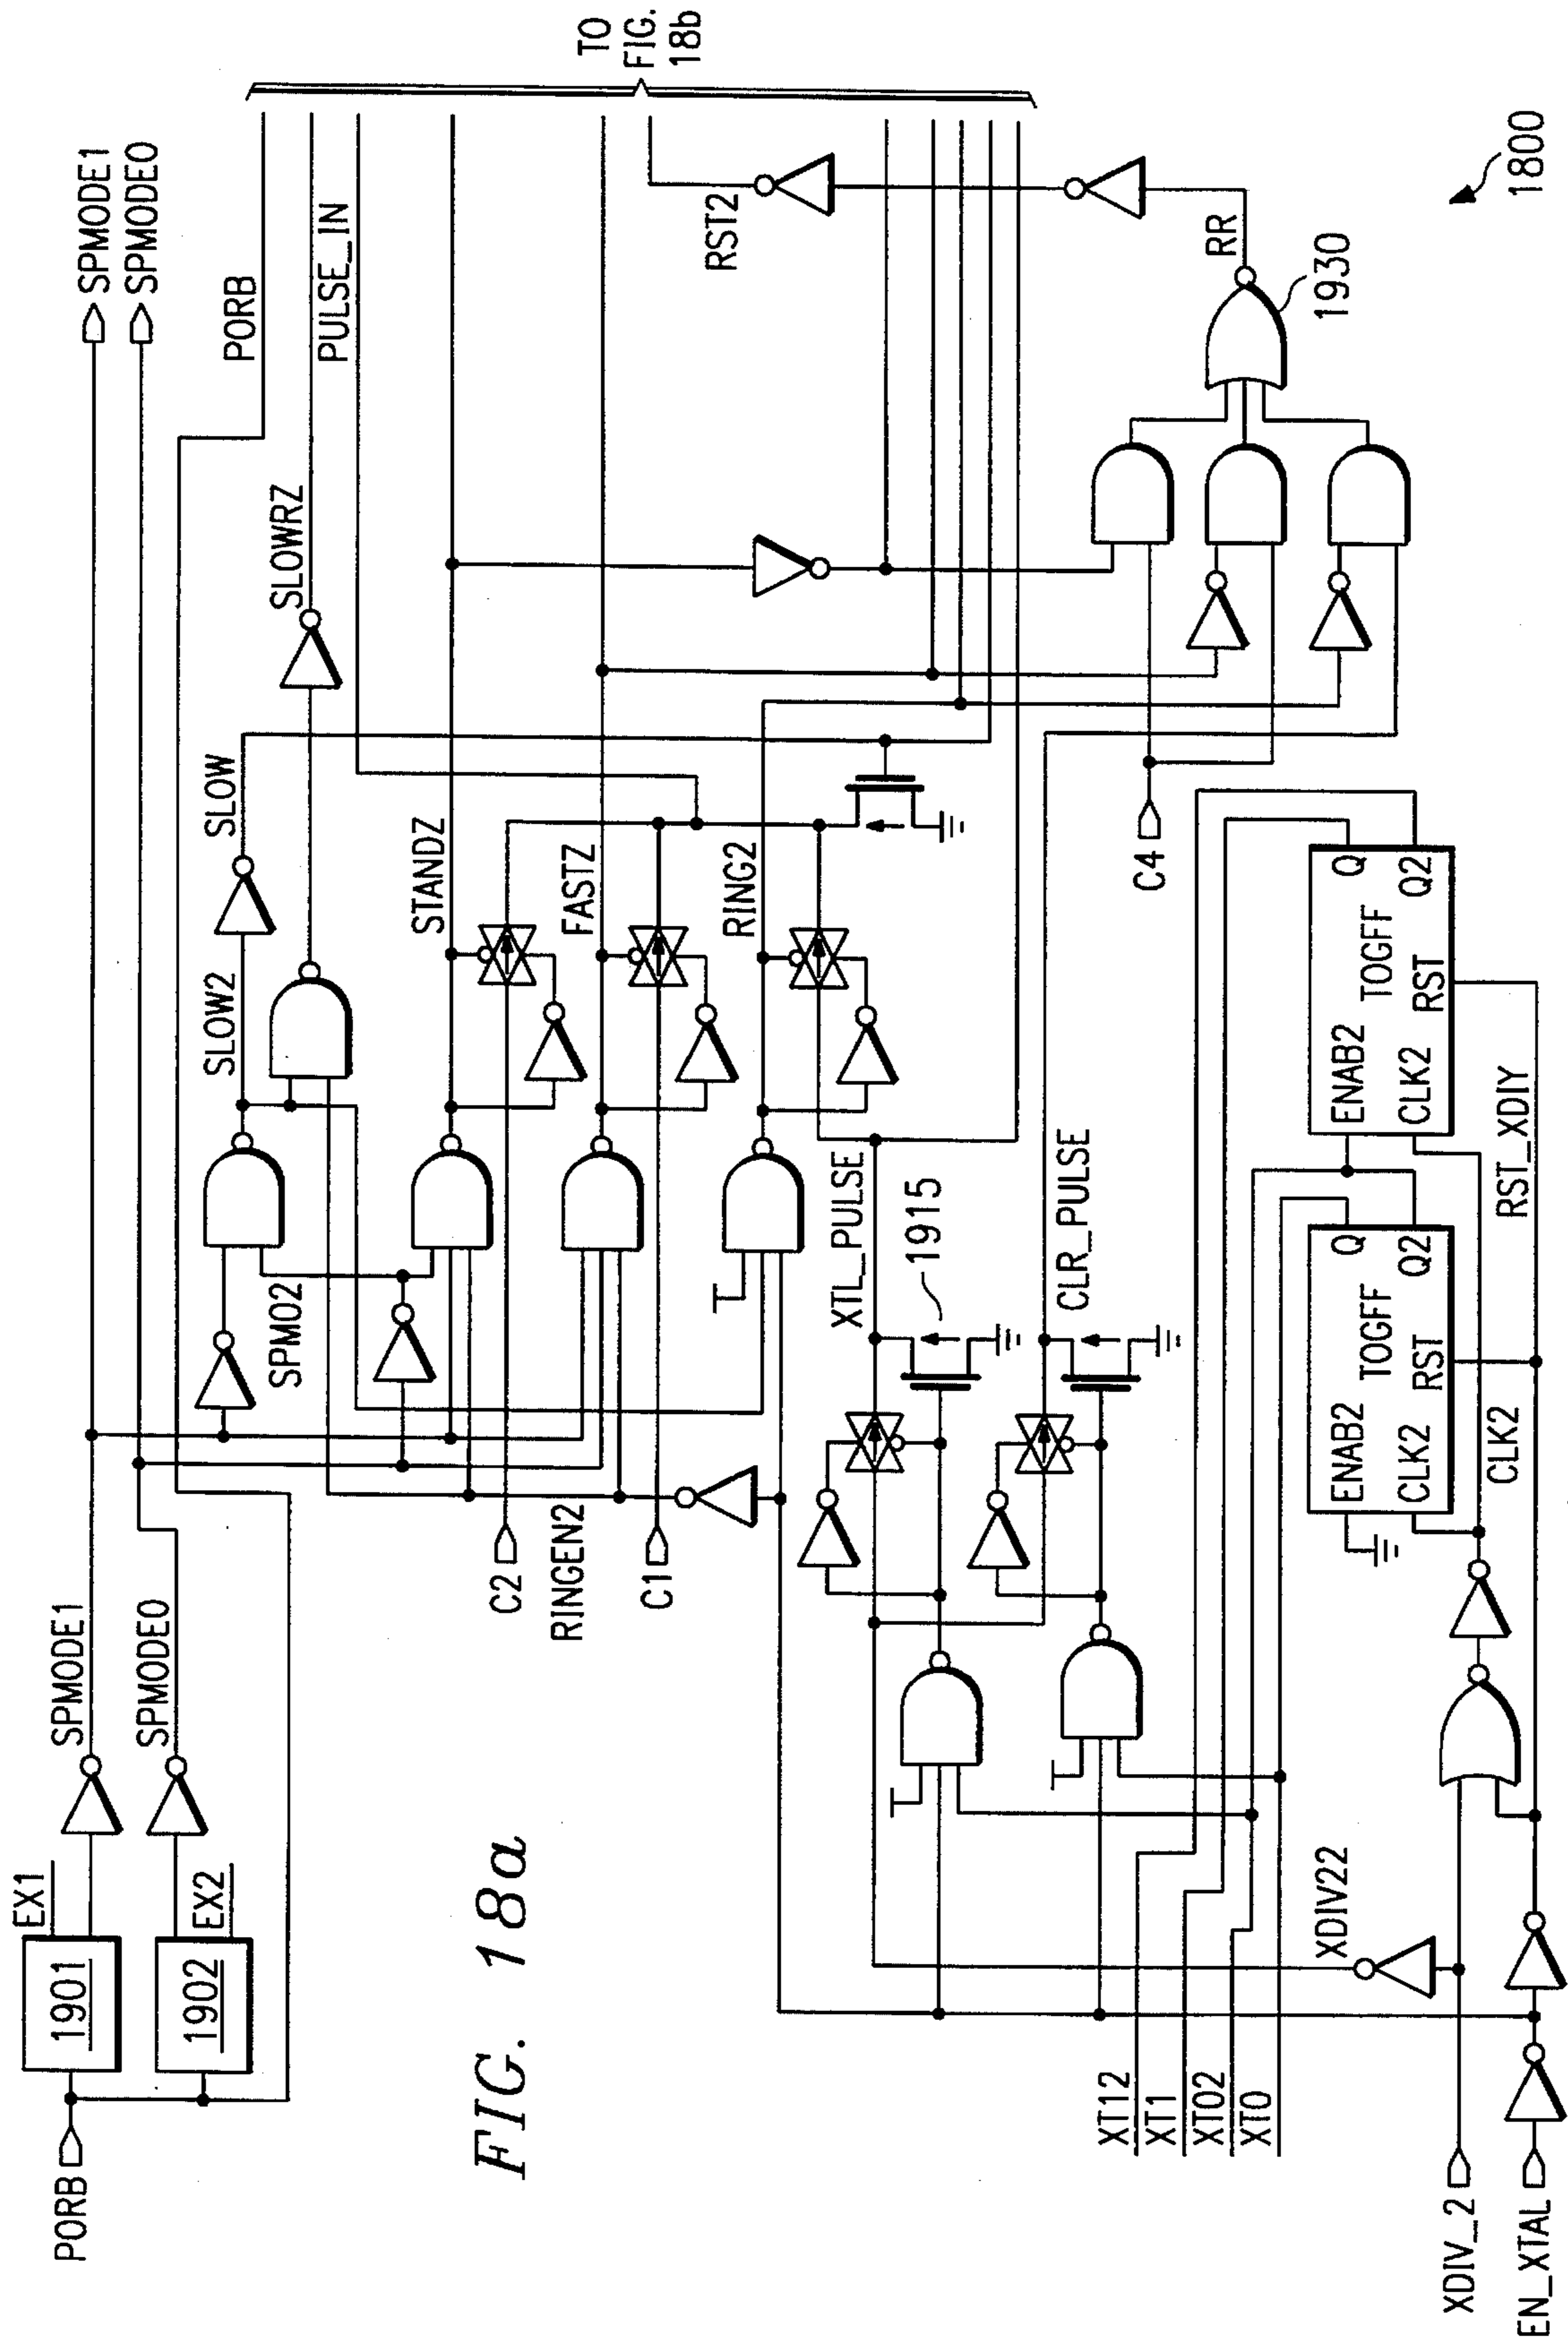 PORB
1901
EX1
1902
EX2
SPMODE1
SPMODE0
SPMODE1
SPMODE0
PORB
SLOWRZ
PULSE_IN
SLOW2
SLOW
SPM02
STANDZ
C2
RINGEN2
FASTZ
C1
RING2
TO
FIG.
18b
RST2
XTL_PULSE
1915
CLR_PULSE
C4
RR
1930
1800
FIG. 18a
XT12
XT1
XT02
XT0
XDIV22
XDIV_2
EN_XTAL
ENAB2
Q
TOGFF
CLK2
RST
Q2
ENAB2
Q
TOGFF
CLK2
RST
Q2
CLK2
RST_XDIY